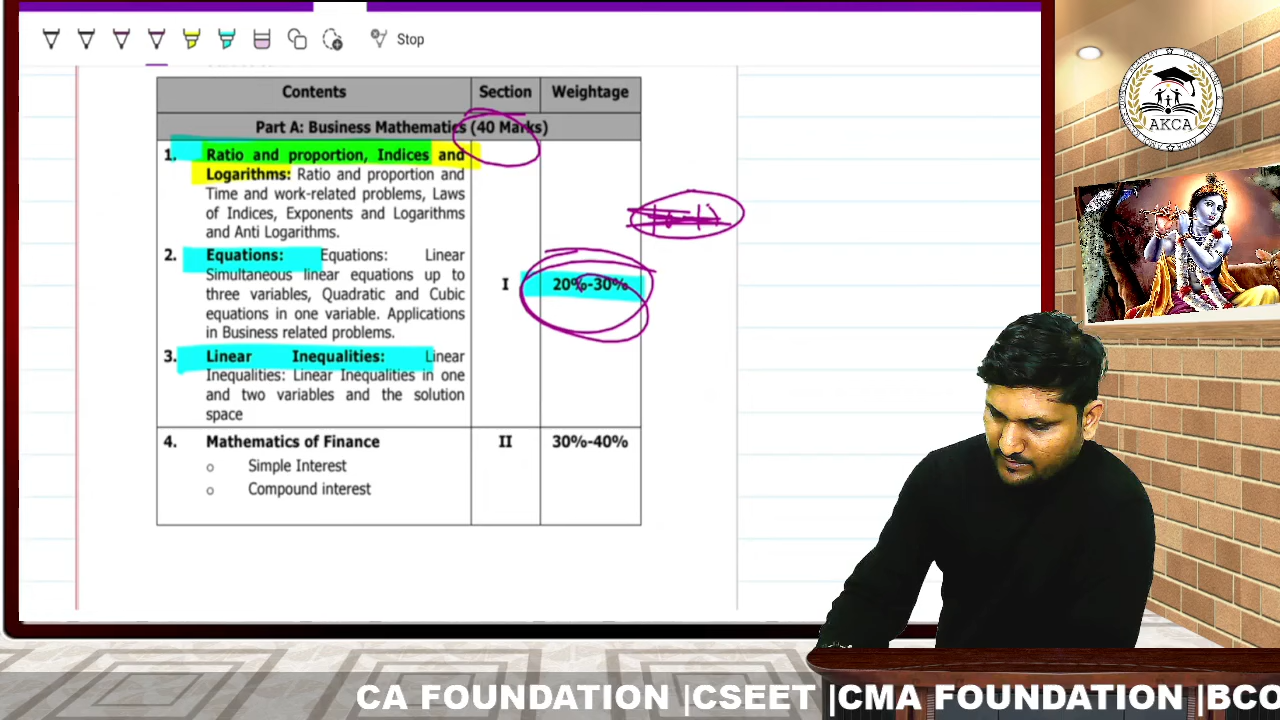 Stop
Contents Section Weightage
Part A: Business Mathematics (40 Marks)
1. Ratio and proportion, Indices and
Logarithms: Ratio and proportion and
Time and work-related problems, Laws
of Indices, Exponents and Logarithms
and Anti Logarithms.
2. Equations: Equations: Linear
Simultaneous linear equations up to
three variables, Quadratic and Cubic
equations in one variable. Applications
in Business related problems.
I 20%-30%
3. Linear Inequalities: Linear
Inequalities: Linear Inequalities in one
and two variables and the solution
space
4. Mathematics of Finance II 30%-40%
o Simple Interest
o Compound interest
AKCA
CA FOUNDATION |CSEET |CMA FOUNDATION |BCO